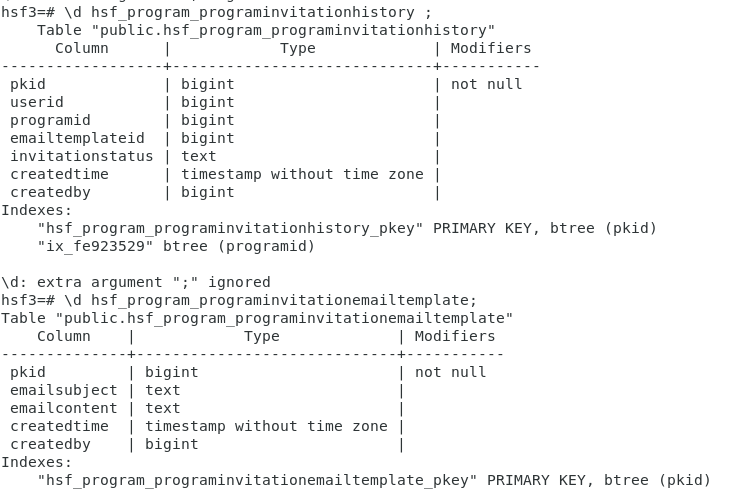 hsf3=# \d hsf_program_programinvitationhistory ;
    Table "public.hsf_program_programinvitationhistory"
      Column      |            Type             | Modifiers
------------------+-----------------------------+-----------
 pkid             | bigint                      | not null
 userid           | bigint                      |
 programid        | bigint                      |
 emailtemplateid  | bigint                      |
 invitationstatus | text                        |
 createdtime      | timestamp without time zone |
 createdby        | bigint                      |
Indexes:
    "hsf_program_programinvitationhistory_pkey" PRIMARY KEY, btree (pkid)
    "ix_fe923529" btree (programid)

\d: extra argument ";" ignored
hsf3=# \d hsf_program_programinvitationemailtemplate;
Table "public.hsf_program_programinvitationemailtemplate"
    Column    |            Type             | Modifiers
--------------+-----------------------------+-----------
 pkid         | bigint                      | not null
 emailsubject | text                        |
 emailcontent | text                        |
 createdtime  | timestamp without time zone |
 createdby    | bigint                      |
Indexes:
    "hsf_program_programinvitationemailtemplate_pkey" PRIMARY KEY, btree (pkid)